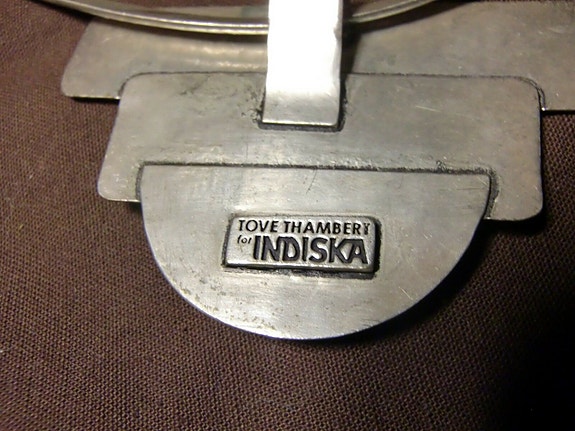 TOVE THAMBERT
for INDISKA